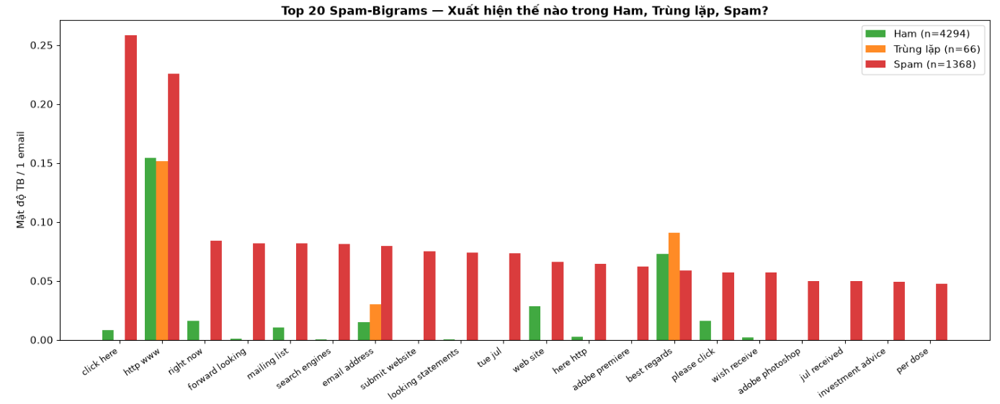 Top 20 Spam-Bigrams — Xuất hiện thế nào trong Ham, Trùng lặp, Spam?
Ham (n=4294)
Trùng lặp (n=66)
Spam (n=1368)
Mật độ TB / 1 email
0.25
0.20
0.15
0.10
0.05
0.00
click here
http www
right now
forward looking
mailing list
search engines
email address
submit website
looking statements
tue jul
web site
here http
adobe premiere
best regards
please click
wish receive
adobe photoshop
jul received
investment advice
per dose